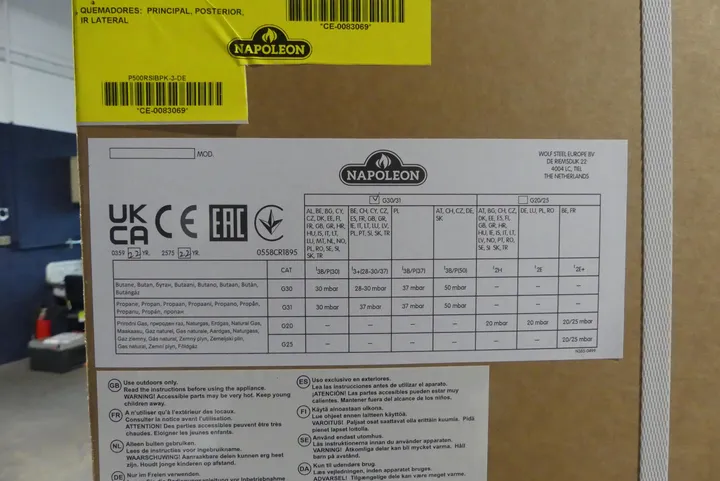 QUEMADORES: PRINCIPAL, POSTERIOR,
IR LATERAL
NAPOLEON
*CE-0083069*
P500RSIBPK-3-DE
*CE-0083069*
MOD.
NAPOLEON
WOLF STEEL EUROPE BV
DE RIEMSDIJK 22
4004 LC, TIEL
THE NETHERLANDS
UK
CA
CE
EAC
0359 22 YR. 2575 22 YR. 0558CR1895
G30/31 G20/25
AL, BE, BG, CY,
CZ, DK, EE, FI,
FR, GB, GR, HR,
HU, IS, IT, LT,
LU, MT, NL, NO,
PL, RO, SE, SI,
SK, TR
BE, CH, CY, CZ,
ES, FR, GB, GR,
IE, IT, LT, LU, LV,
PL, PT, SI, SK, TR
PL
AT, CH, CZ, DE,
SK
AT, BG, CH, CZ,
DK, EE, ES, FI,
GB, GR, HR,
HU, IE, IS, IT, LT,
LV, NO, PT, RO,
SE, SI, SK, TR
DE, LU, PL, RO
BE, FR
CAT I3B/P(30) I3+(28-30/37) I3B/P(37) I3B/P(50) I2H I2E I2E+
Butane, Butan, Бутан, Butaani, Butano, Butaan, Bután,
Butángáz
G30 30 mbar 28-30 mbar 37 mbar 50 mbar – – –
Propane, Propan, Propaan, Propaani, Propano, Propān,
Propánu, Propán, пропан
G31 30 mbar 37 mbar 37 mbar 50 mbar – – –
Prirodni Gas, природен газ, Naturgas, Erdgas, Natural Gas,
Maakaasu, Gaz naturel, Gas naturale, Aardgas, Naturgass,
Gaz ziemny, Gás natural, Zemný plyn, Zemeljski plin,
Gas natural, Zemní plyn, Földgáz
G20 – – – – 20 mbar 20 mbar 20/25 mbar
G25 – – – – – – 20/25 mbar
GB Use outdoors only.
Read the instructions before using the appliance.
WARNING! Accessible parts may be very hot. Keep young
children away.
FR A n'utiliser qu'à l'extérieur des locaux.
Consulter la notice avant l'utilisation.
ATTENTION! Des parties accessibles peuvent être très
chaudes. Eloigner les jeunes enfants.
NL Alleen buiten gebruiken.
Lees de instructies voor ingebruikname.
WAARSCHUWING! Aanraakbare delen kunnen erg heet
zijn. Houdt jonge kinderen op afstand.
DE Nur im Freien verwenden.
ES Uso exclusivo en exteriores.
Lea las instrucciones antes de utilizar el aparato.
¡ATENCIÓN! ¡Las partes accesibles pueden estar muy
calientes. Mantener fuera del alcance de los niños.
FI Käytä ainoastaan ulkona.
Lue ohjeet ennen laitteen käyttöä.
VAROITUS! Paljaat osat saattavat olla erittäin kuumia. Pidä
pienet lapset loitolla.
SE Använd endast utomhus.
Läs instruktionerna innan du använder apparaten.
VARNING! Åtkomliga delar kan bli mycket varma. Håll
barn på avstånd.
DA Kun til udendørs brug.
Læs vejledningen, inden apparatet bruges.
ADVARSEL! Tilgængelige dele kan være meget varme.